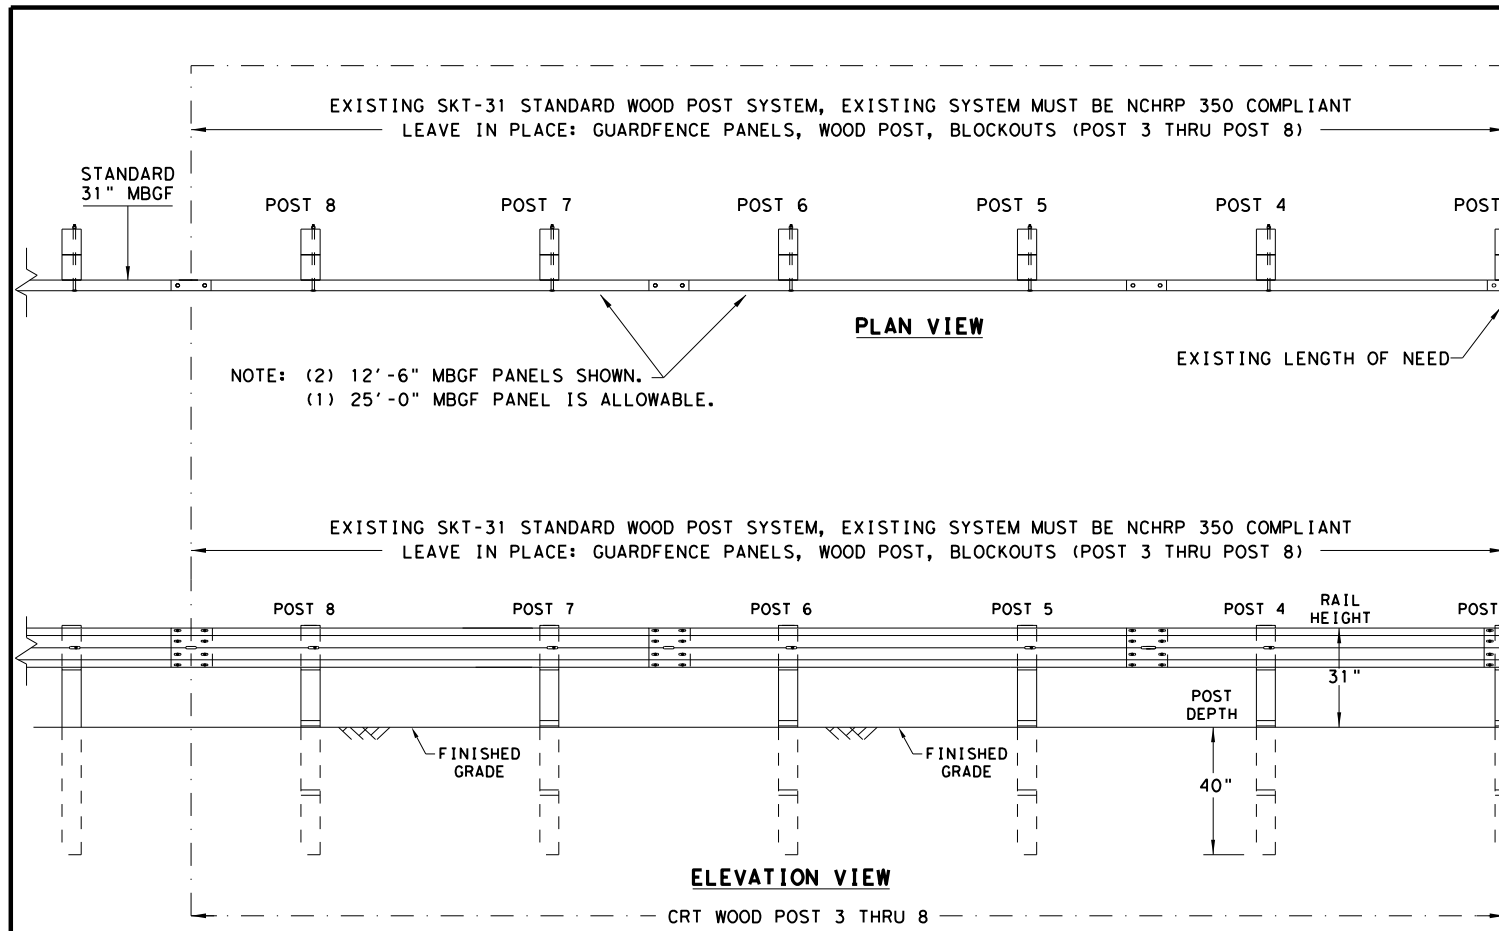 EXISTING SKT-31 STANDARD WOOD POST SYSTEM, EXISTING SYSTEM MUST BE NCHRP 350 COMPLIANT
LEAVE IN PLACE: GUARDFENCE PANELS, WOOD POST, BLOCKOUTS (POST 3 THRU POST 8)
STANDARD
31" MBGF
POST 8
POST 7
POST 6
POST 5
POST 4
POST
PLAN VIEW
EXISTING LENGTH OF NEED
NOTE: (2) 12'-6" MBGF PANELS SHOWN.
(1) 25'-0" MBGF PANEL IS ALLOWABLE.
EXISTING SKT-31 STANDARD WOOD POST SYSTEM, EXISTING SYSTEM MUST BE NCHRP 350 COMPLIANT
LEAVE IN PLACE: GUARDFENCE PANELS, WOOD POST, BLOCKOUTS (POST 3 THRU POST 8)
POST 8
POST 7
POST 6
POST 5
POST 4
RAIL
HEIGHT
POST
31"
POST
DEPTH
FINISHED
GRADE
FINISHED
GRADE
40"
ELEVATION VIEW
CRT WOOD POST 3 THRU 8